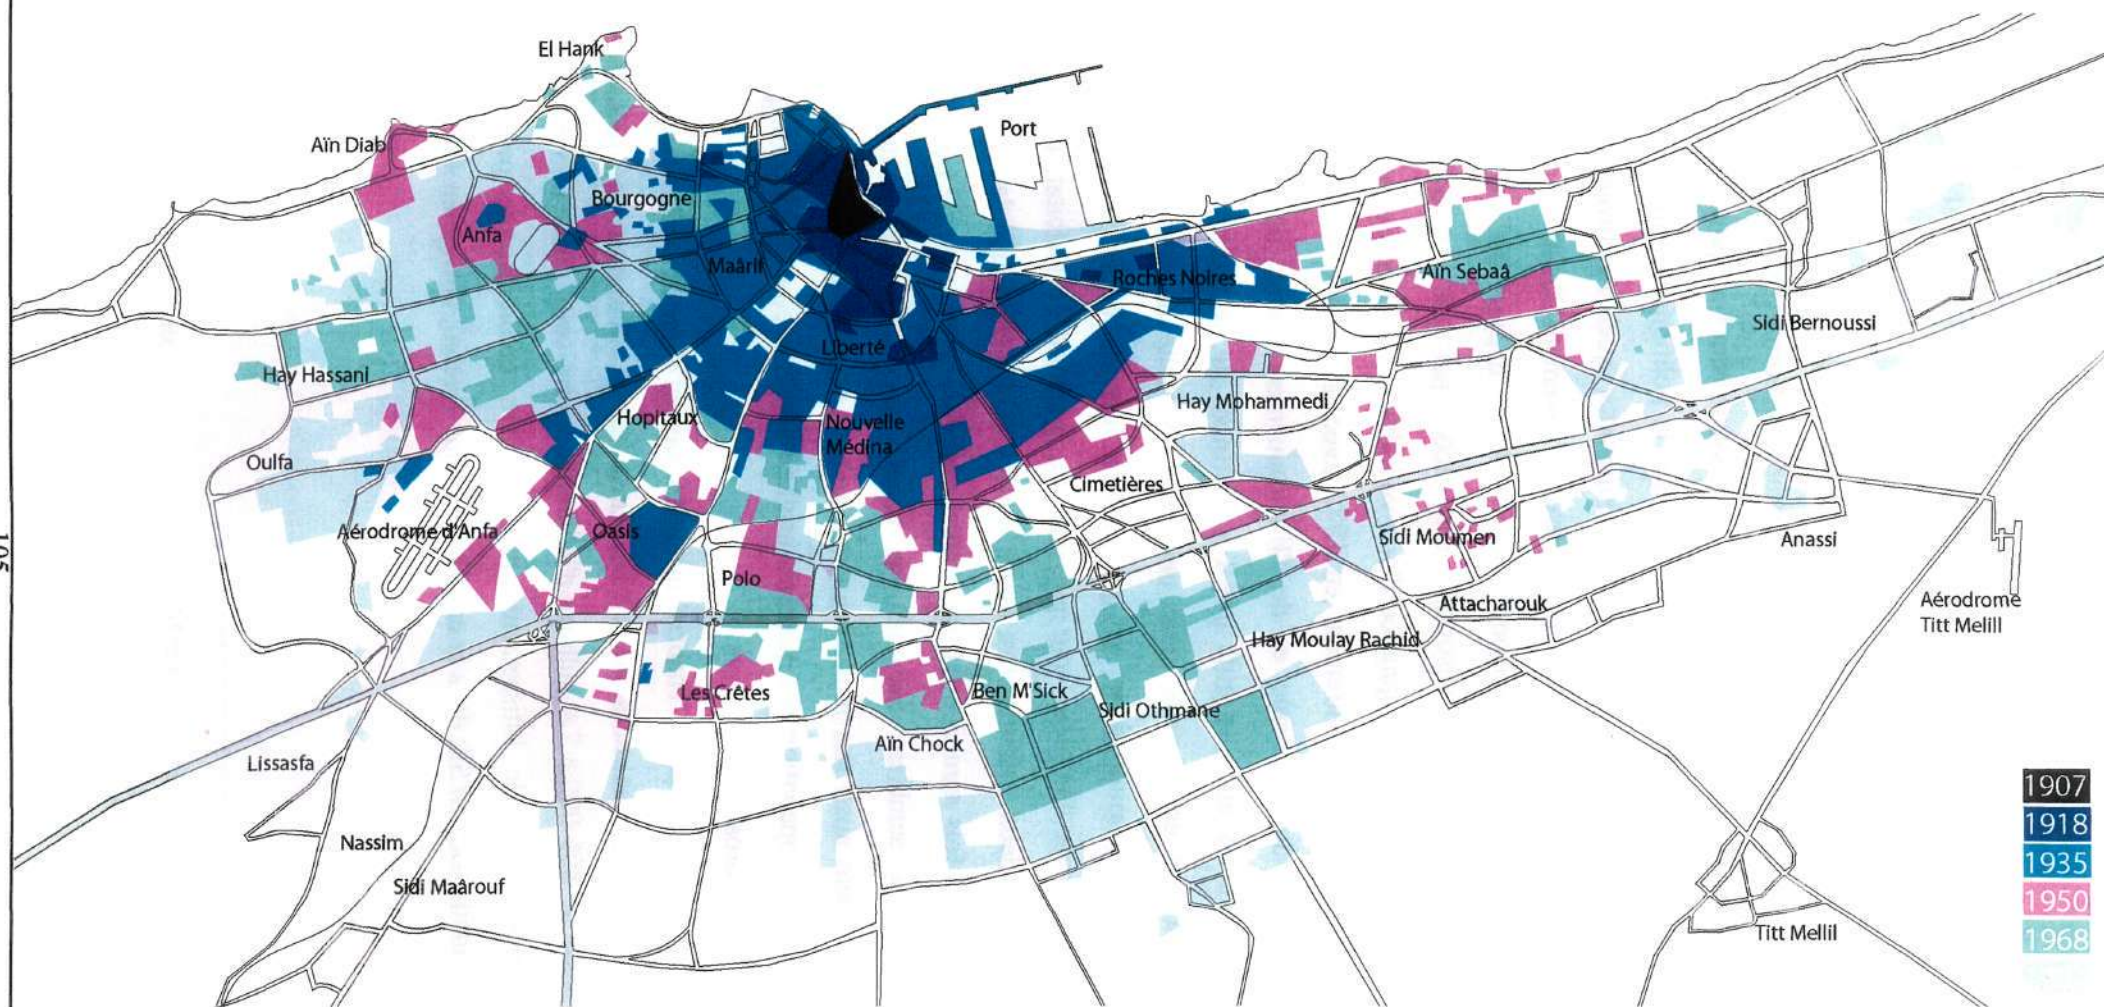 El Hank
Port
Aïn Diab
Bourgogne
Anfa
Maârif
Roches Noires
Aïn Sebaâ
Sidi Bernoussi
Liberté
Hay Hassani
Hopitaux
Nouvelle
Médina
Hay Mohammedi
Oulfa
Cimetières
Aérodrome d'Anfa
Oasis
Sidi Moumen
Anassi
Polo
Attacharouk
Aérodrome
Titt Melill
Hay Moulay Rachid
Les Crêtes
Ben M'Sick
Sidi Othmane
Aïn Chock
Lissasfa
Nassim
Sidi Maârouf
Titt Mellil
1907
1918
1935
1950
1968